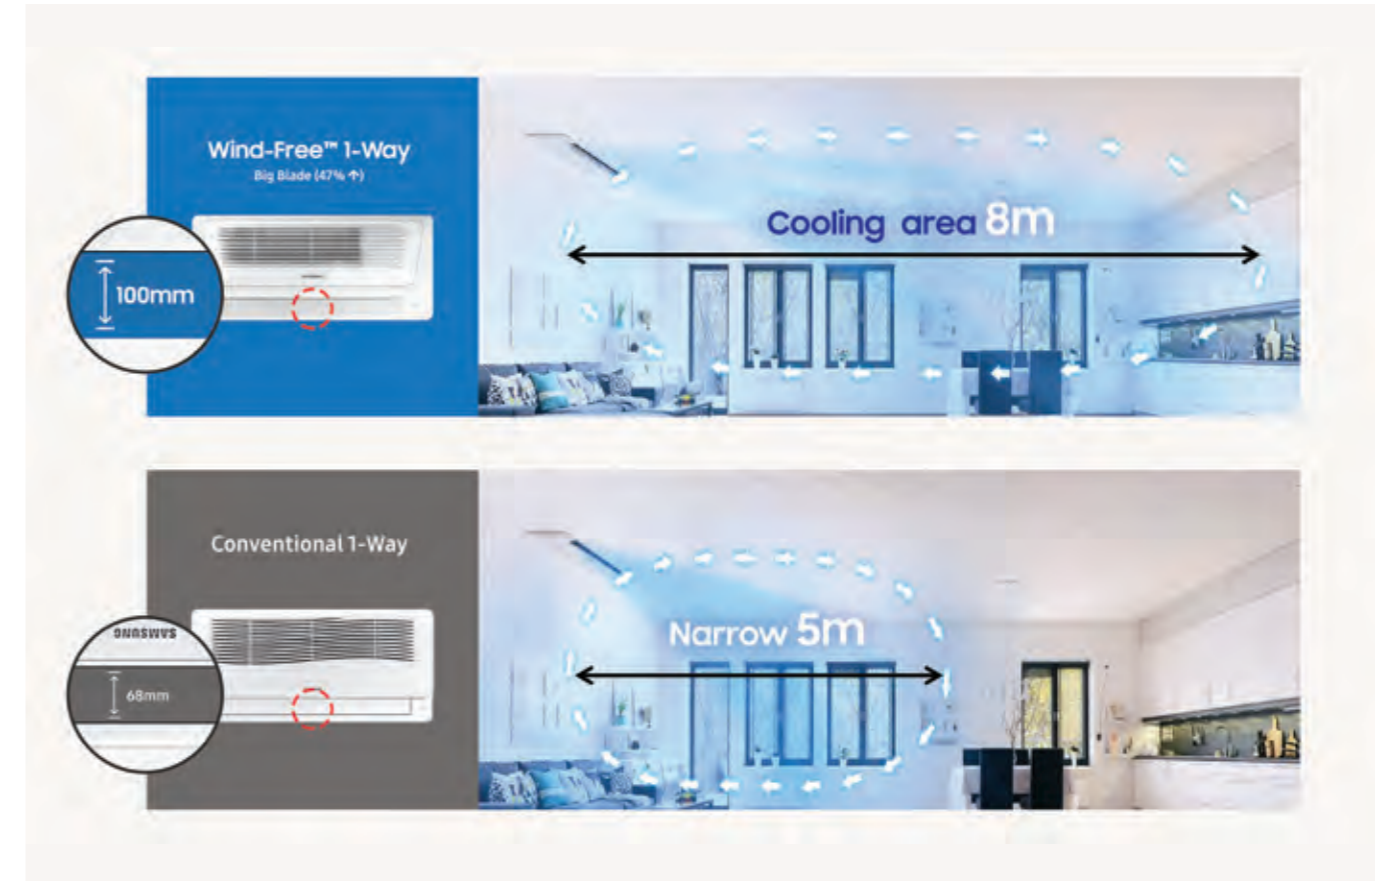 Wind-Free™ 1-Way
Big Blade (47% ↑)
100mm
Cooling area 8m
Conventional 1-Way
SAMSUNG
68mm
Narrow 5m